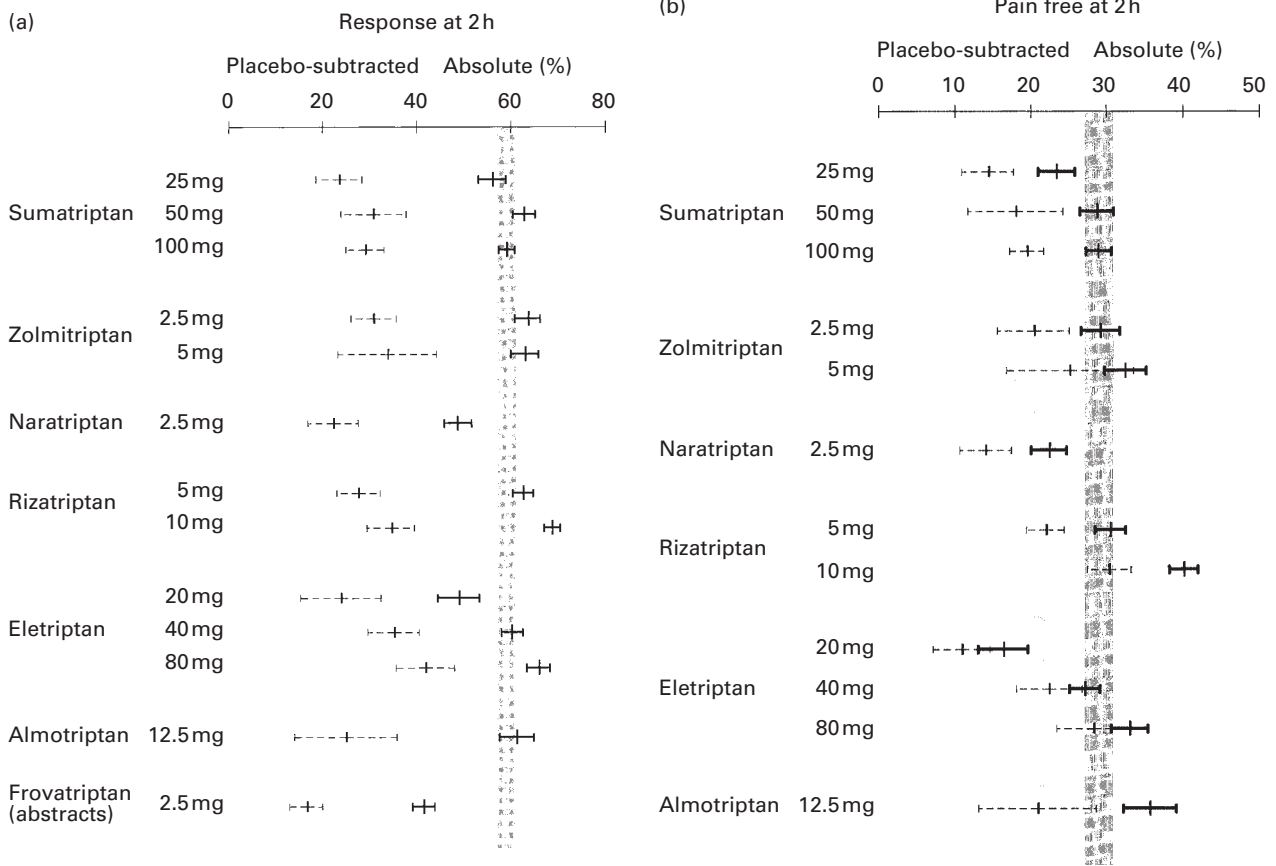 (a)
Response at 2 h
Placebo-subtracted Absolute (%)
0 20 40 60 80
25 mg
Sumatriptan 50 mg
100 mg
2.5 mg
Zolmitriptan
5 mg
Naratriptan 2.5 mg
5 mg
Rizatriptan
10 mg
20 mg
Eletriptan 40 mg
80 mg
Almotriptan 12.5 mg
Frovatriptan 2.5 mg
(abstracts)
(b)
Pain free at 2 h
Placebo-subtracted Absolute (%)
0 10 20 30 40 50
25 mg
Sumatriptan 50 mg
100 mg
2.5 mg
Zolmitriptan
5 mg
Naratriptan 2.5 mg
5 mg
Rizatriptan
10 mg
20 mg
Eletriptan 40 mg
80 mg
Almotriptan 12.5 mg